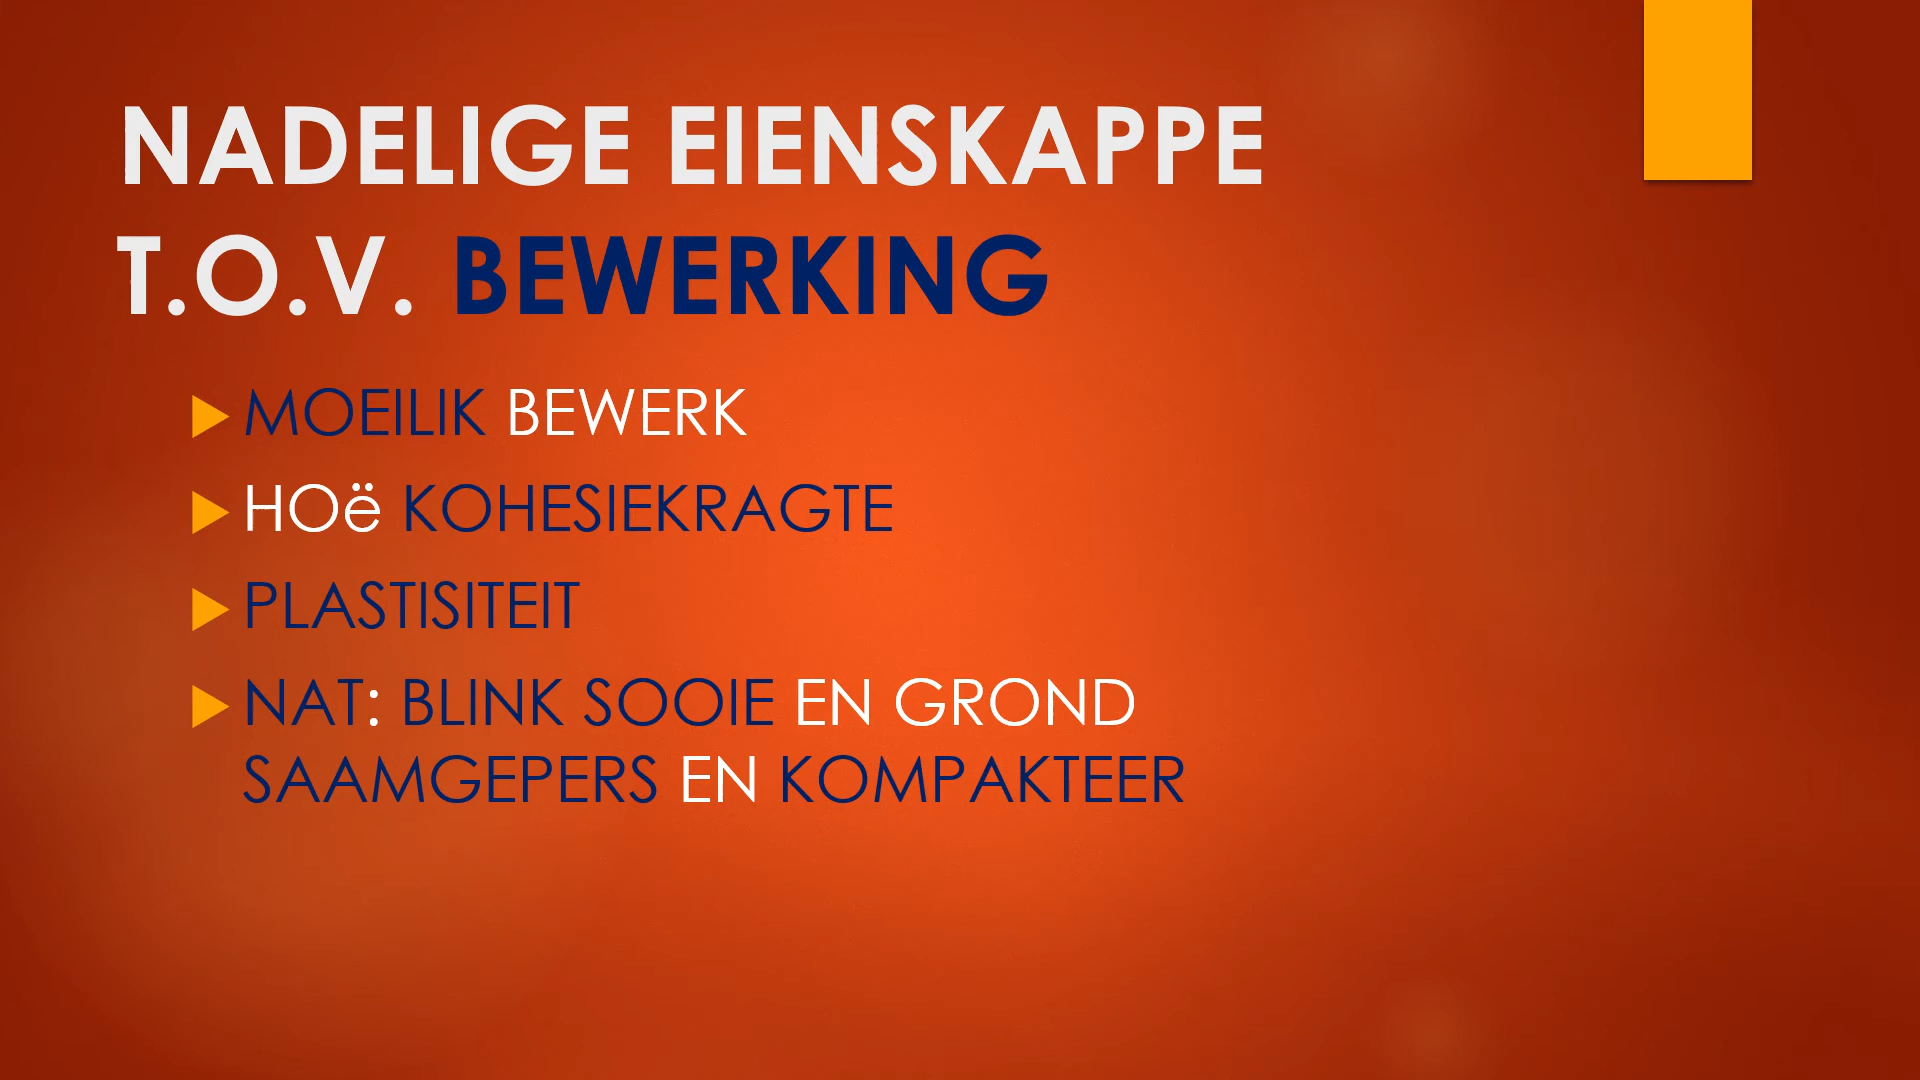 NADELIGE EIENSKAPPE
T.O.V. BEWERKING
MOEILIK BEWERK
HOë KOHESIEKRAGTE
PLASTISITEIT
NAT: BLINK SOOIE EN GROND
SAAMGEPERS EN KOMPAKTEER